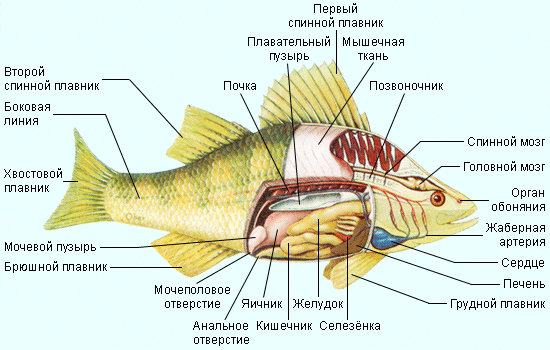 Первый
спинной плавник
Плавательный
пузырь
Мышечная
ткань
Второй
спинной плавник
Почка
Позвоночник
Боковая
линия
Спинной мозг
Головной мозг
Хвостовой
плавник
Орган
обоняния
Жаберная
артерия
Мочевой пузырь
Сердце
Брюшной плавник
Печень
Мочеполовое
отверстие
Яичник
Желудок
Грудной плавник
Анальное
отверстие
Кишечник
Селезёнка